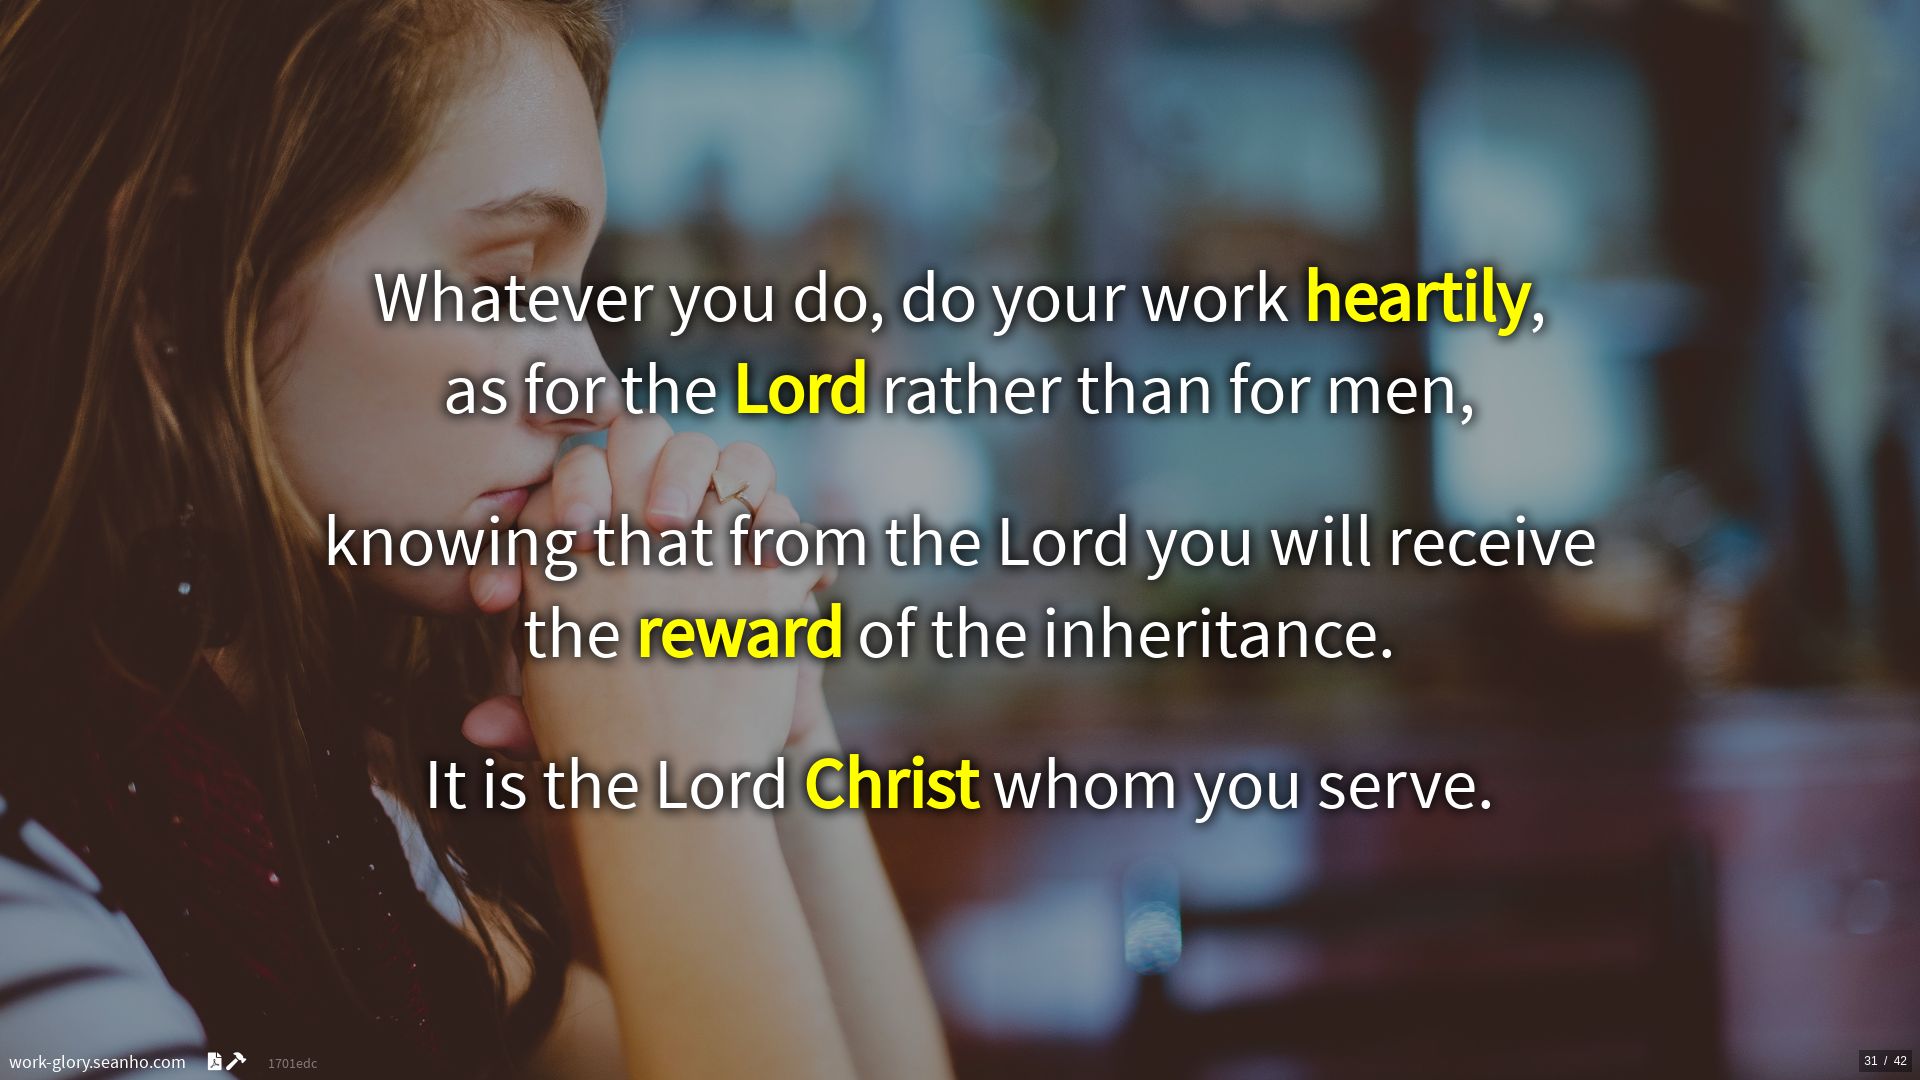 Whatever you do, do your work heartily,
as for the Lord rather than for men,
knowing that from the Lord you will receive
the reward of the inheritance.
It is the Lord Christ whom you serve.
work-glory.seanho.com 1701edc
31 / 42